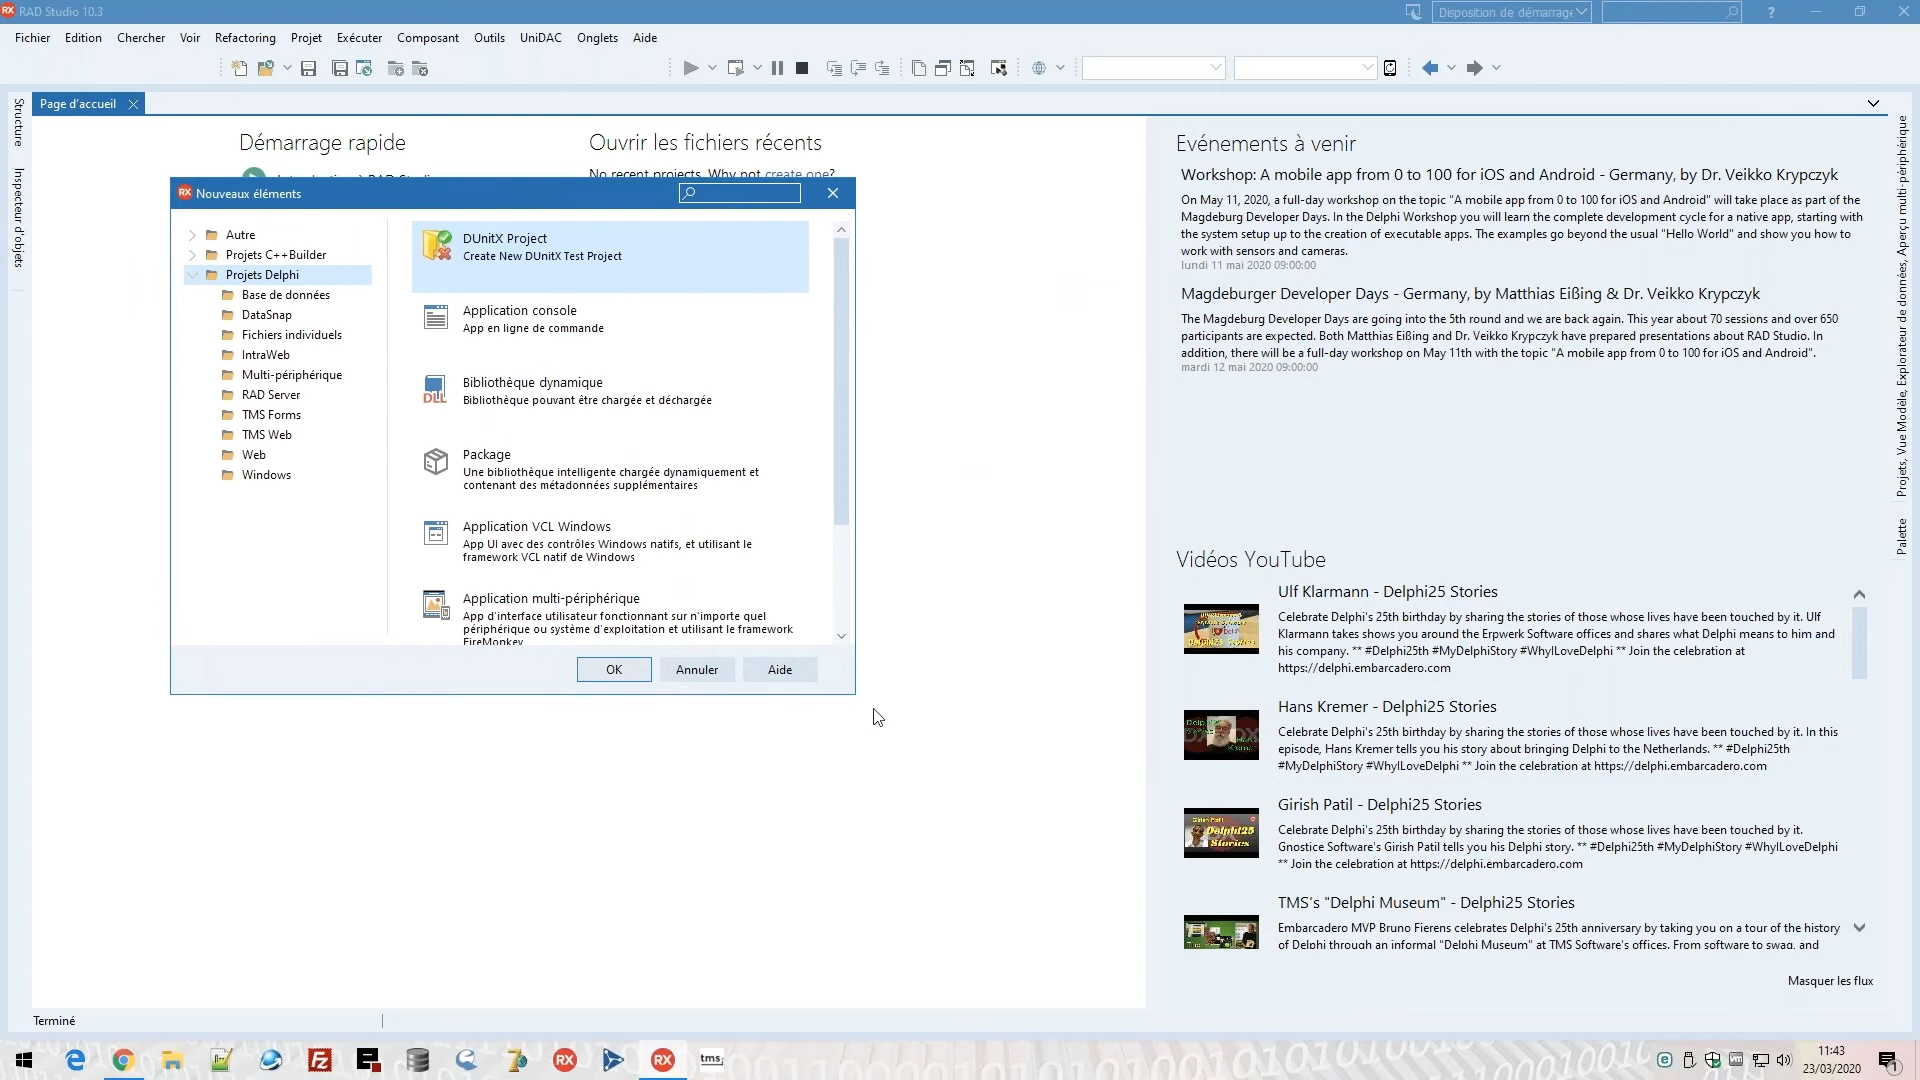 RAD Studio 10.3
Disposition de démarrage
Fichier Edition Chercher Voir Refactoring Projet Exécuter Composant Outils UniDAC Onglets Aide
Structure
Inspecteur d'objets
Page d'accueil
Démarrage rapide
Ouvrir les fichiers récents
No recent projects. Why not create one?
Nouveaux éléments
Autre
Projets C++Builder
Projets Delphi
Base de données
DataSnap
Fichiers individuels
IntraWeb
Multi-périphérique
RAD Server
TMS Forms
TMS Web
Web
Windows
DUnitX Project
Create New DUnitX Test Project
Application console
App en ligne de commande
Bibliothèque dynamique
Bibliothèque pouvant être chargée et déchargée
DLL
Package
Une bibliothèque intelligente chargée dynamiquement et
contenant des métadonnées supplémentaires
Application VCL Windows
App UI avec des contrôles Windows natifs, et utilisant le
framework VCL natif de Windows
Application multi-périphérique
App d'interface utilisateur fonctionnant sur n'importe quel
périphérique ou système d'exploitation et utilisant le framework
FireMonkey
OK Annuler Aide
Evénements à venir
Workshop: A mobile app from 0 to 100 for iOS and Android - Germany, by Dr. Veikko Krypczyk
On May 11, 2020, a full-day workshop on the topic "A mobile app from 0 to 100 for iOS and Android" will take place as part of the
Magdeburg Developer Days. In the Delphi Workshop you will learn the complete development cycle for a native app, starting with
the system setup up to the creation of executable apps. The examples go beyond the usual "Hello World" and show you how to
work with sensors and cameras.
lundi 11 mai 2020 09:00:00
Magdeburger Developer Days - Germany, by Matthias Eißing & Dr. Veikko Krypczyk
The Magdeburg Developer Days are going into the 5th round and we are back again. This year about 70 sessions and over 650
participants are expected. Both Matthias Eißing and Dr. Veikko Krypczyk have prepared presentations about RAD Studio. In
addition, there will be a full-day workshop on May 11th with the topic "A mobile app from 0 to 100 for iOS and Android".
mardi 12 mai 2020 09:00:00
Vidéos YouTube
Ulf Klarmann - Delphi25 Stories
Celebrate Delphi's 25th birthday by sharing the stories of those whose lives have been touched by it. Ulf
Klarmann takes shows you around the Erpwerk Software offices and shares what Delphi means to him and
his company. ** #Delphi25th #MyDelphiStory #WhyILoveDelphi ** Join the celebration at
https://delphi.embarcadero.com
Hans Kremer - Delphi25 Stories
Celebrate Delphi's 25th birthday by sharing the stories of those whose lives have been touched by it. In this
episode, Hans Kremer tells you his story about bringing Delphi to the Netherlands. ** #Delphi25th
#MyDelphiStory #WhyILoveDelphi ** Join the celebration at https://delphi.embarcadero.com
Girish Patil - Delphi25 Stories
Celebrate Delphi's 25th birthday by sharing the stories of those whose lives have been touched by it.
Gnostice Software's Girish Patil tells you his Delphi story. ** #Delphi25th #MyDelphiStory #WhyILoveDelphi
** Join the celebration at https://delphi.embarcadero.com
TMS's "Delphi Museum" - Delphi25 Stories
Embarcadero MVP Bruno Fierens celebrates Delphi's 25th anniversary by taking you on a tour of the history
of Delphi through an informal "Delphi Museum" at TMS Software's offices. From software to swag, and
Masquer les flux
Projets, Vue Modèle, Explorateur de données, Aperçu multi-périphérique
Palette
Terminé
tms
11:43
23/03/2020